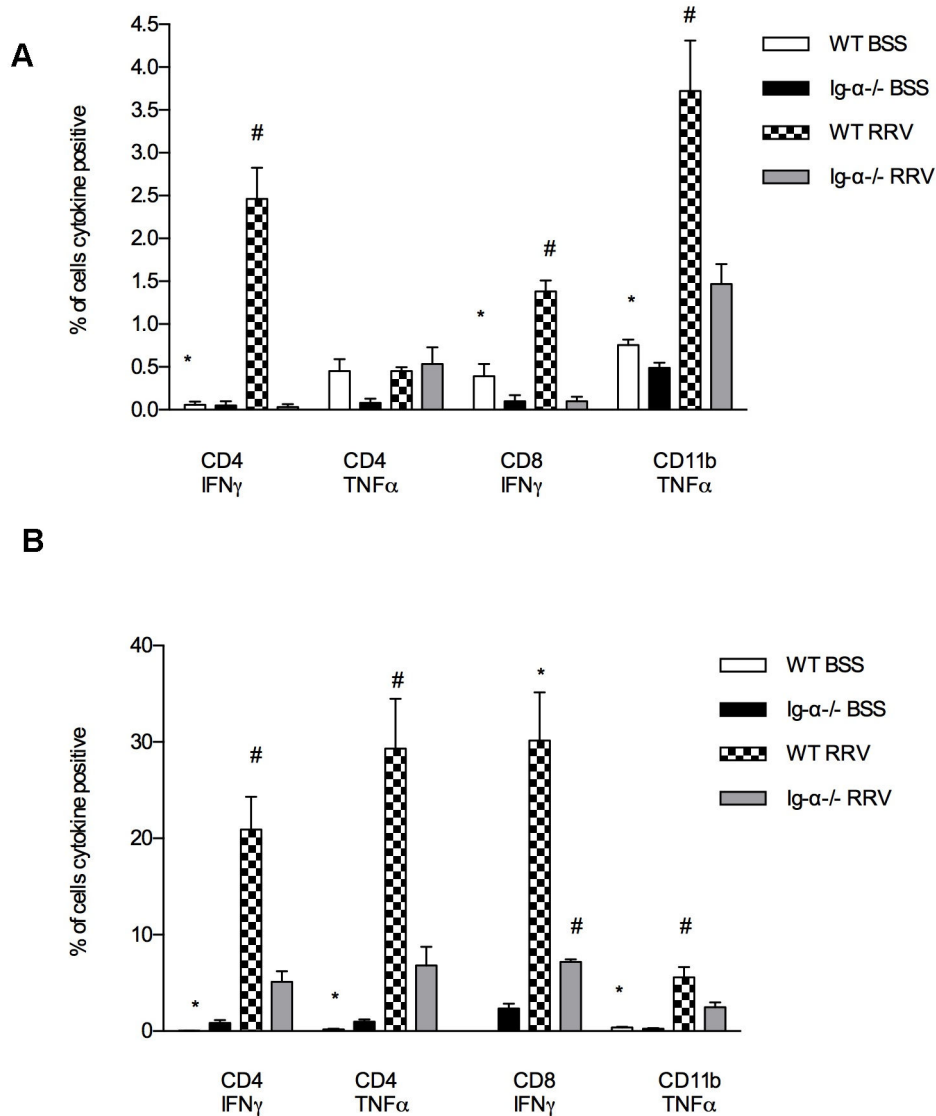 A
% of cells cytokine positive
4.5
4.0
3.5
3.0
2.5
2.0
1.5
1.0
0.5
0.0
*
#
*
#
*
#
WT BSS
Ig-α-/- BSS
WT RRV
Ig-α-/- RRV
CD4
IFNγ
CD4
TNFα
CD8
IFNγ
CD11b
TNFα
B
% of cells cytokine positive
40
30
20
10
0
*
#
*
#
*
#
*
#
WT BSS
Ig-α-/- BSS
WT RRV
Ig-α-/- RRV
CD4
IFNγ
CD4
TNFα
CD8
IFNγ
CD11b
TNFα